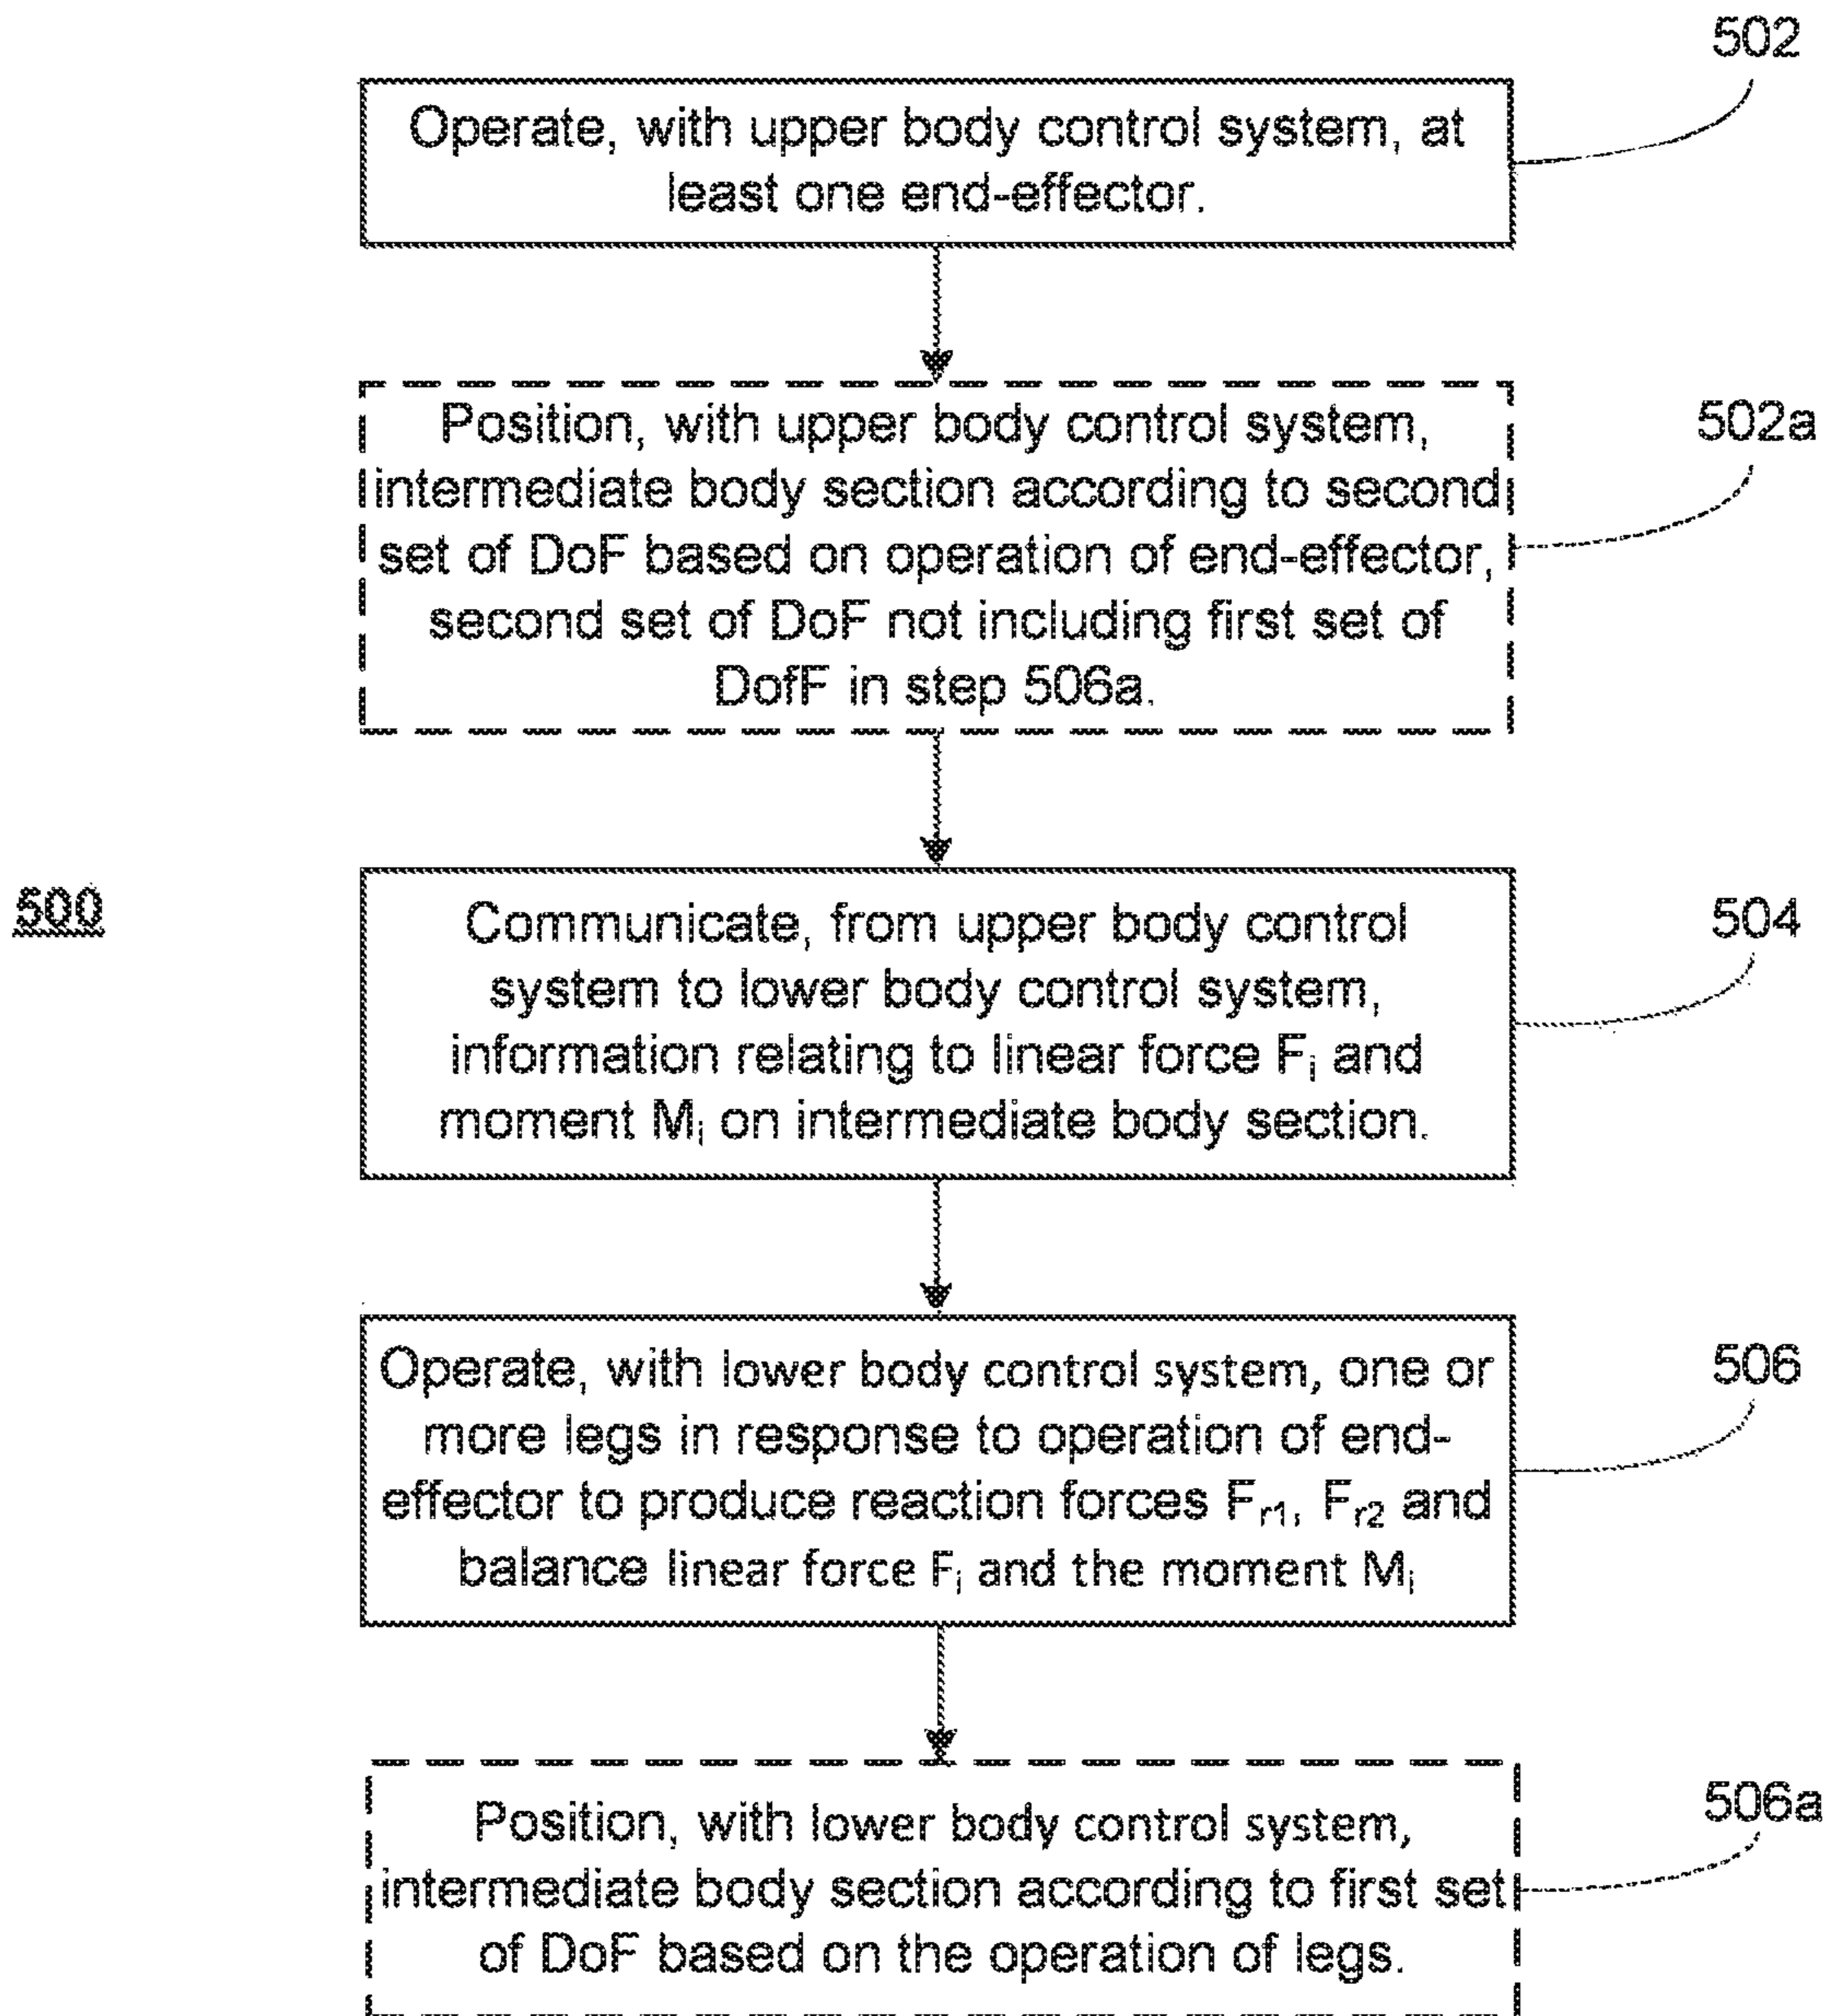 502
Operate, with upper body control system, at
least one end-effector.
Position, with upper body control system,
intermediate body section according to second
set of DoF based on operation of end-effector,
second set of DoF not including first set of
DofF in step 506a.
502a
500
Communicate, from upper body control
system to lower body control system,
information relating to linear force Fi and
moment Mi on intermediate body section.
504
Operate, with lower body control system, one or
more legs in response to operation of end-
effector to produce reaction forces Fr1, Fr2 and
balance linear force Fi and the moment Mi
506
Position, with lower body control system,
intermediate body section according to first set
of DoF based on the operation of legs.
506a